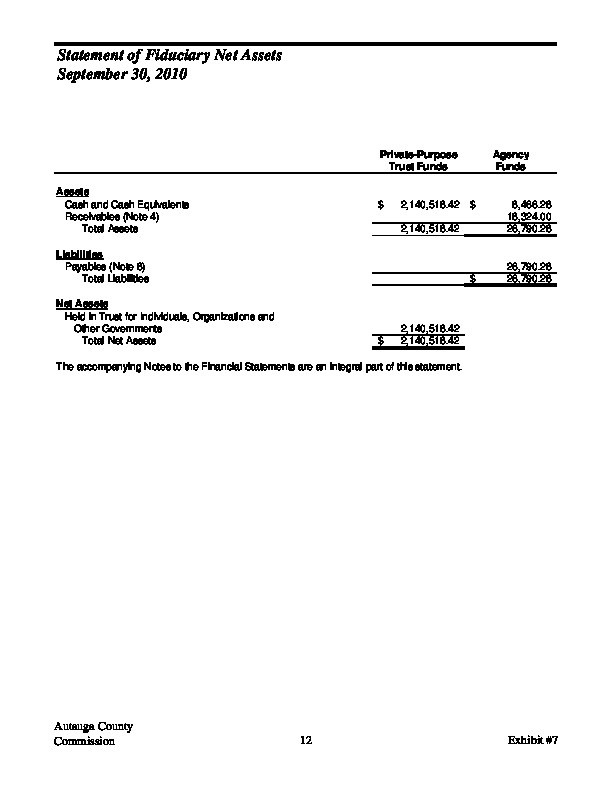 Statement of Fiduciary Net Assets
September 30, 2010
Private-Purpose Agency
Trust Funds Funds
Assets
Cash and Cash Equivalents $ 2,140,516.42 $ 8,466.26
Receivables (Note 4) 18,324.00
Total Assets 2,140,516.42 26,790.26
Liabilities
Payables (Note 6) 26,790.26
Total Liabilities $ 26,790.26
Net Assets
Held in Trust for Individuals, Organizations and
Other Governments 2,140,516.42
Total Net Assets $ 2,140,516.42
The accompanying Notes to the Financial Statements are an integral part of this statement.
Autauga County
Commission 12 Exhibit #7